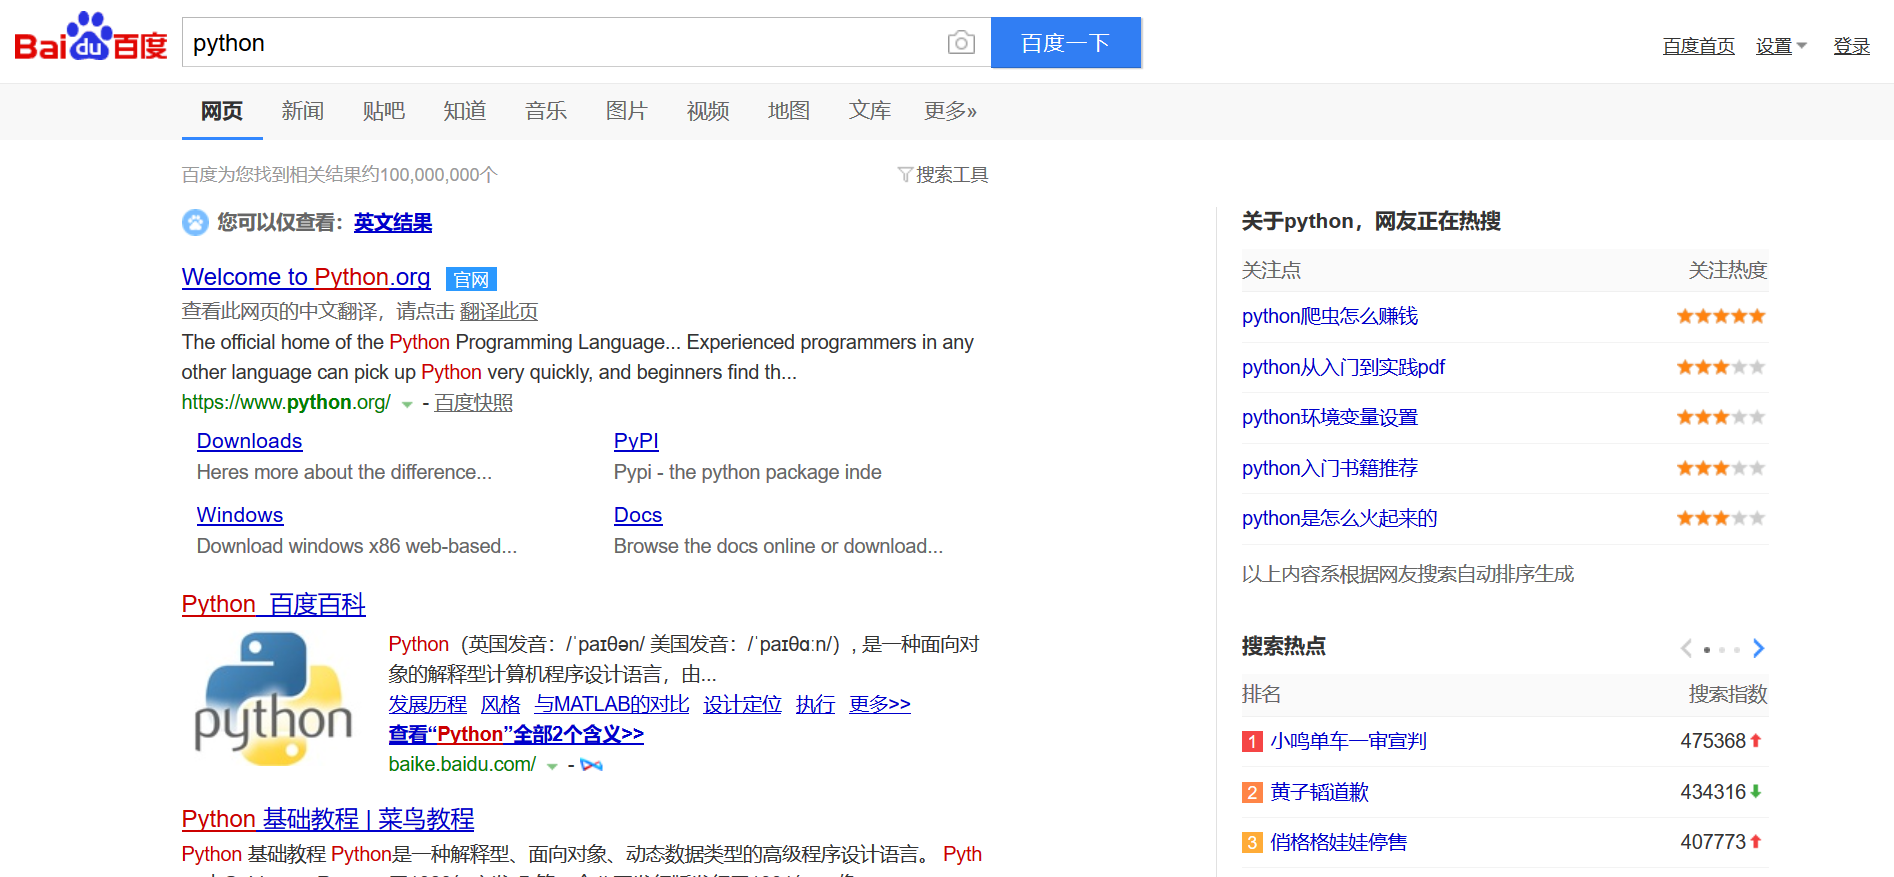 Bai du 百度
python
百度一下
百度首页 设置 登录
网页 新闻 贴吧 知道 音乐 图片 视频 地图 文库 更多»
百度为您找到相关结果约100,000,000个
搜索工具
您可以仅查看：英文结果
Welcome to Python.org 官网
查看此网页的中文翻译，请点击 翻译此页
The official home of the Python Programming Language... Experienced programmers in any
other language can pick up Python very quickly, and beginners find th...
https://www.python.org/ - 百度快照
Downloads
Heres more about the difference...
PyPI
Pypi - the python package inde
Windows
Download windows x86 web-based...
Docs
Browse the docs online or download...
Python_百度百科
python
Python（英国发音：/ˈpaɪθən/ 美国发音：/ˈpaɪθɑːn/）, 是一种面向对
象的解释型计算机程序设计语言，由...
发展历程 风格 与MATLAB的对比 设计定位 执行 更多>>
查看“Python”全部2个含义>>
baike.baidu.com/ -
Python 基础教程 | 菜鸟教程
Python 基础教程 Python是一种解释型、面向对象、动态数据类型的高级程序设计语言。 Pyth
关于python，网友正在热搜
关注点 关注热度
python爬虫怎么赚钱
python从入门到实践pdf
python环境变量设置
python入门书籍推荐
python是怎么火起来的
以上内容系根据网友搜索自动排序生成
搜索热点
排名 搜索指数
1 小鸣单车一审宣判 475368
2 黄子韬道歉 434316
3 俏格格娃娃停售 407773